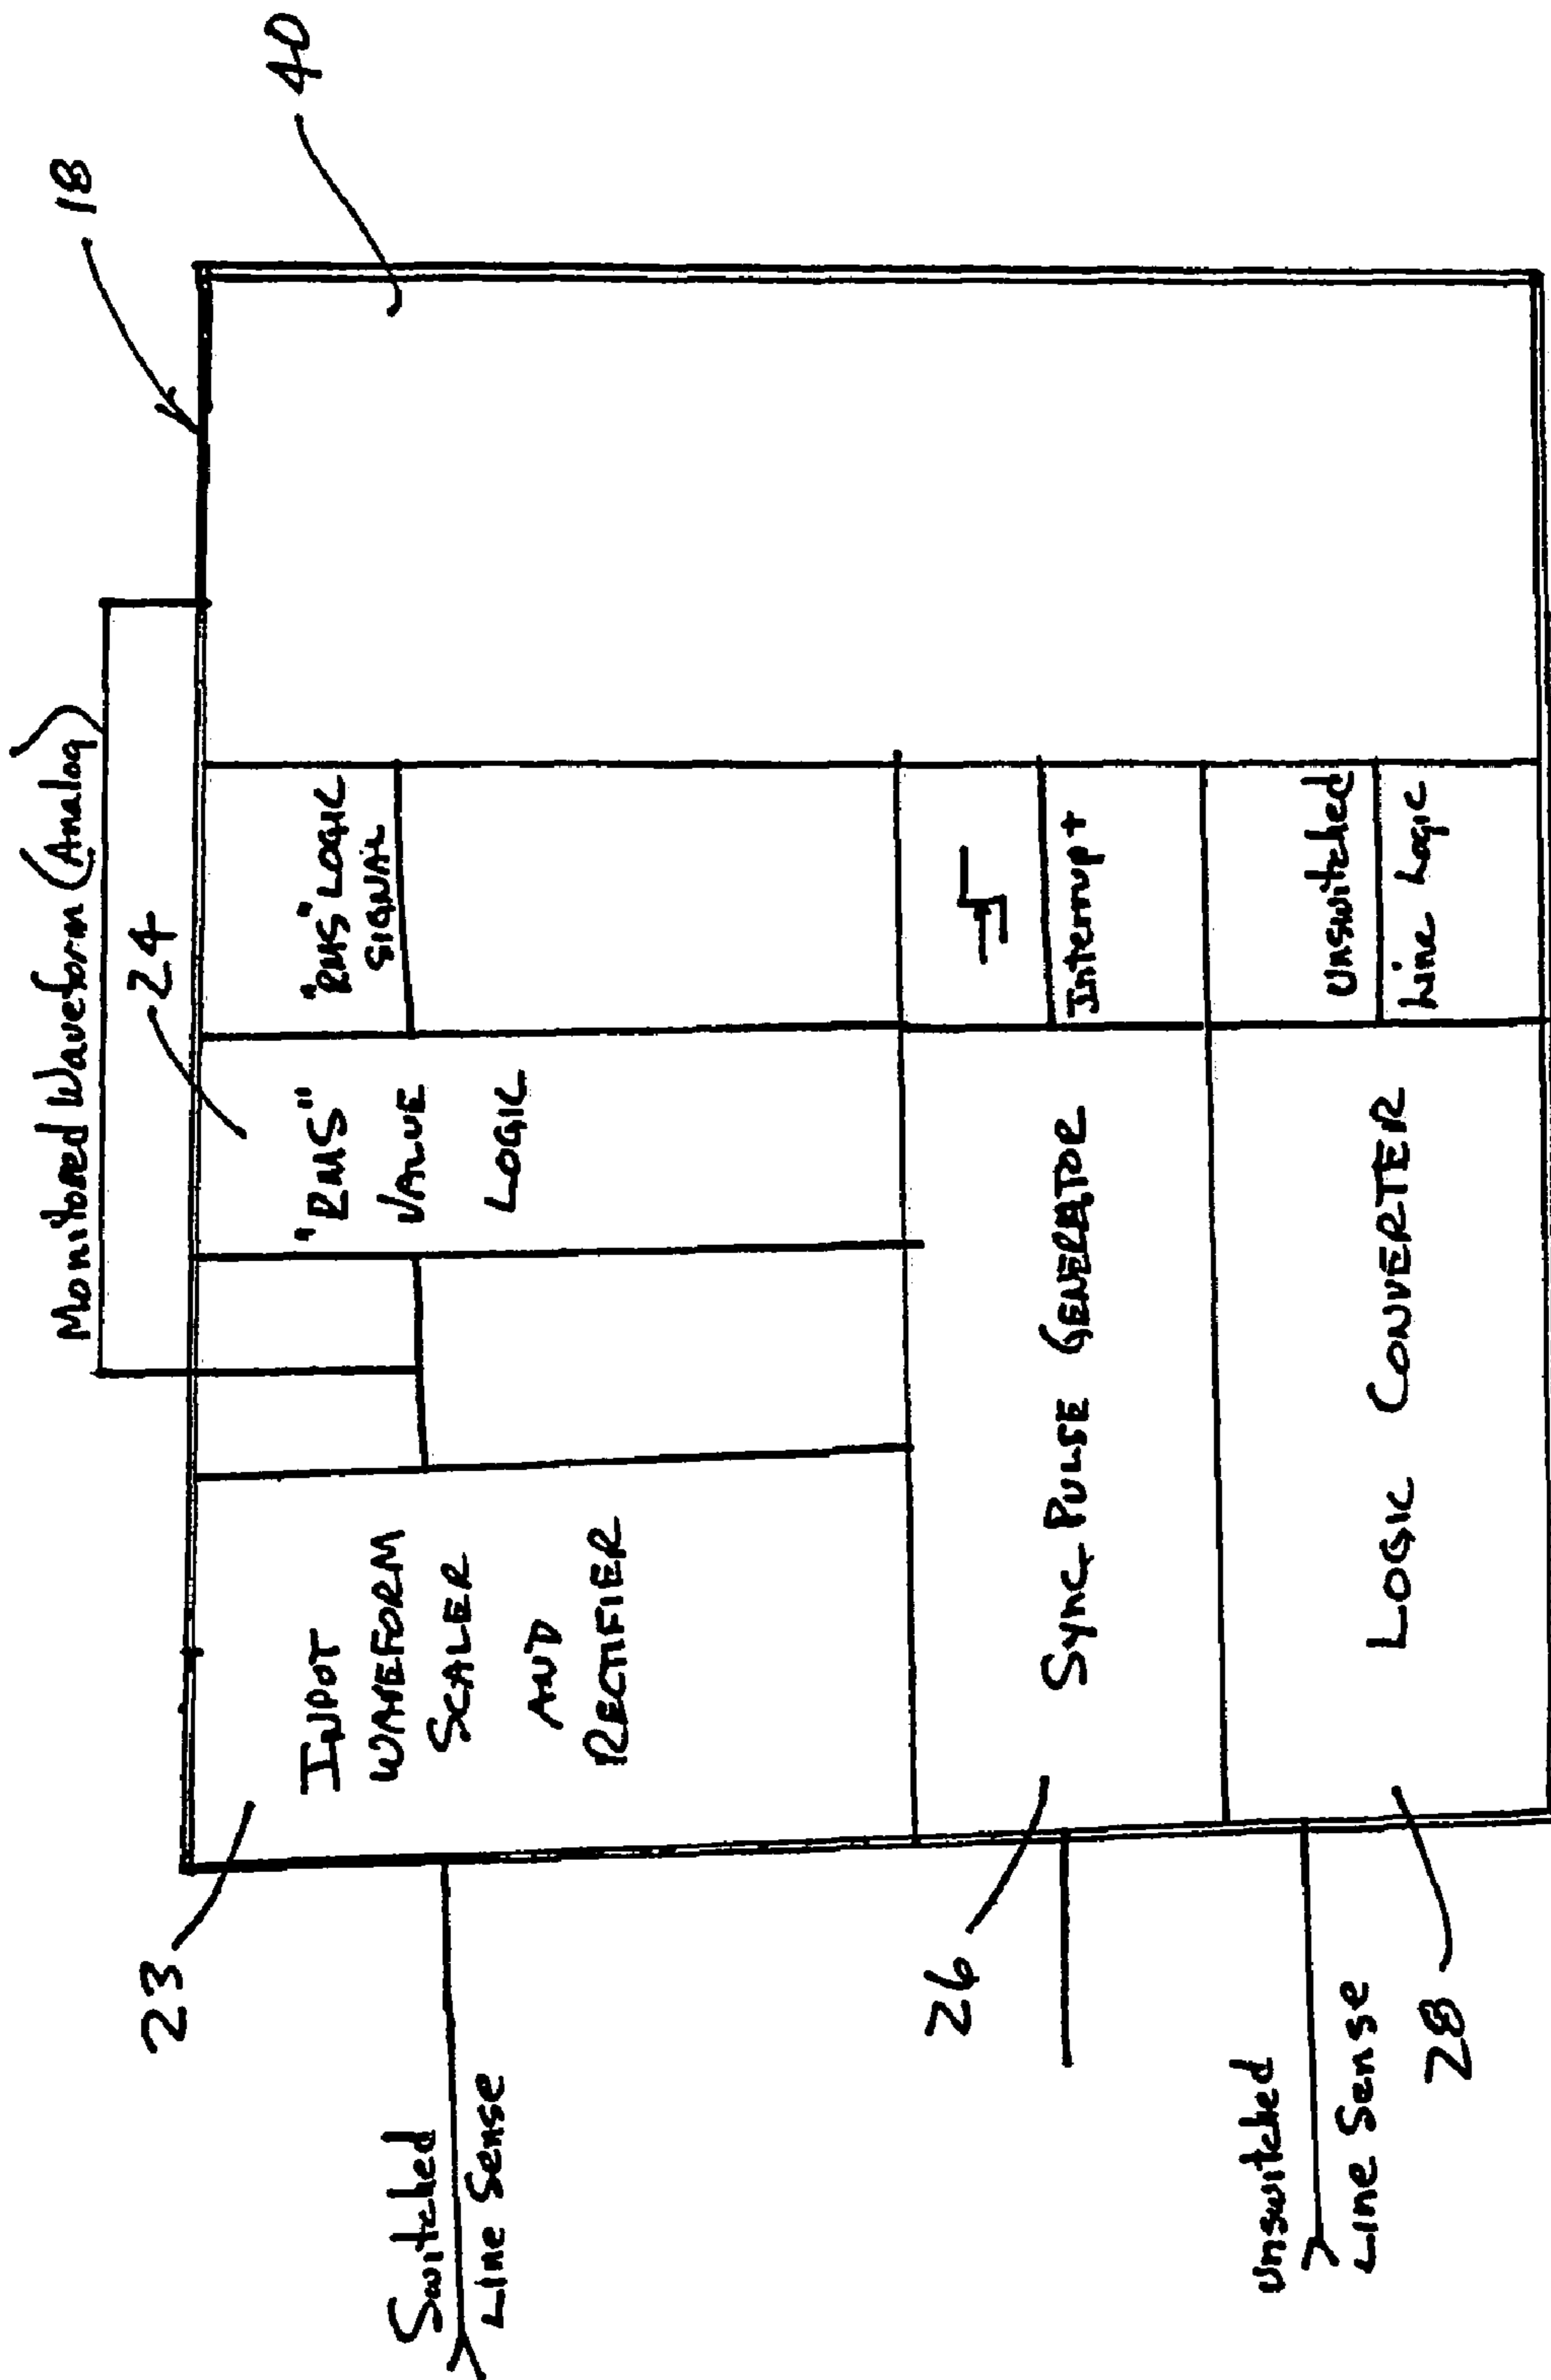 18
40
Monitored Waveform (Analog)
24
23
INPUT
WAVEFORM
SCALER
AND
RECTIFIER
"RMS"
VALUE
LOGIC
"RMS" LOGIC
SIGNAL
Switched
Line Sense
26
Sync Pulse GENERATOR
Interrupt
Unswitched
Line Sense
28
LOGIC CONVERTER
Unswitched
Line Logic